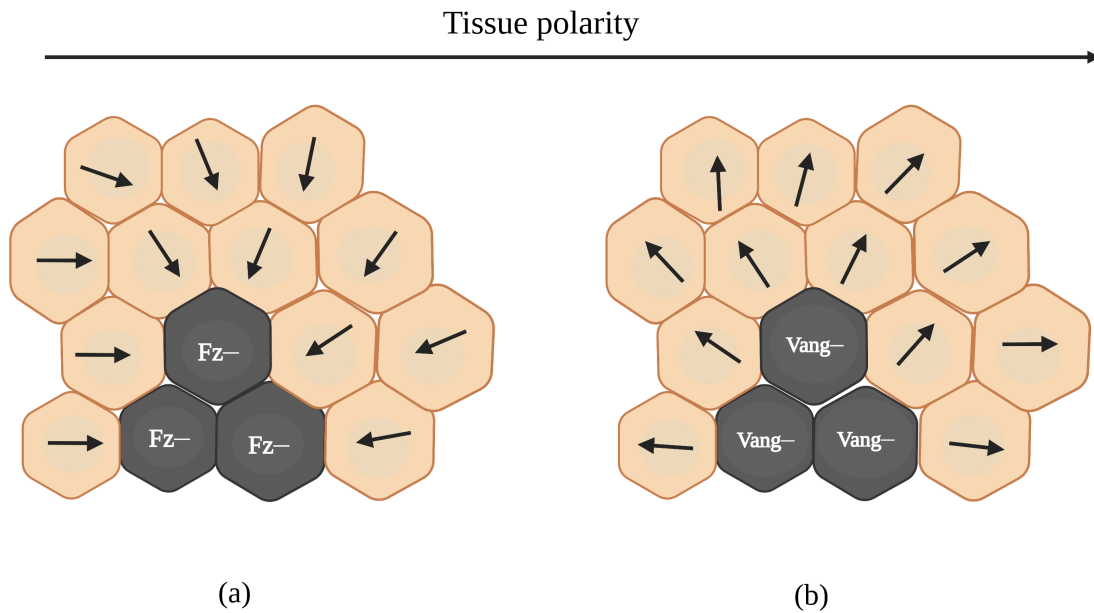 Tissue polarity
Fz–
Fz–
Fz–
Vang–
Vang–
Vang–
(a)
(b)